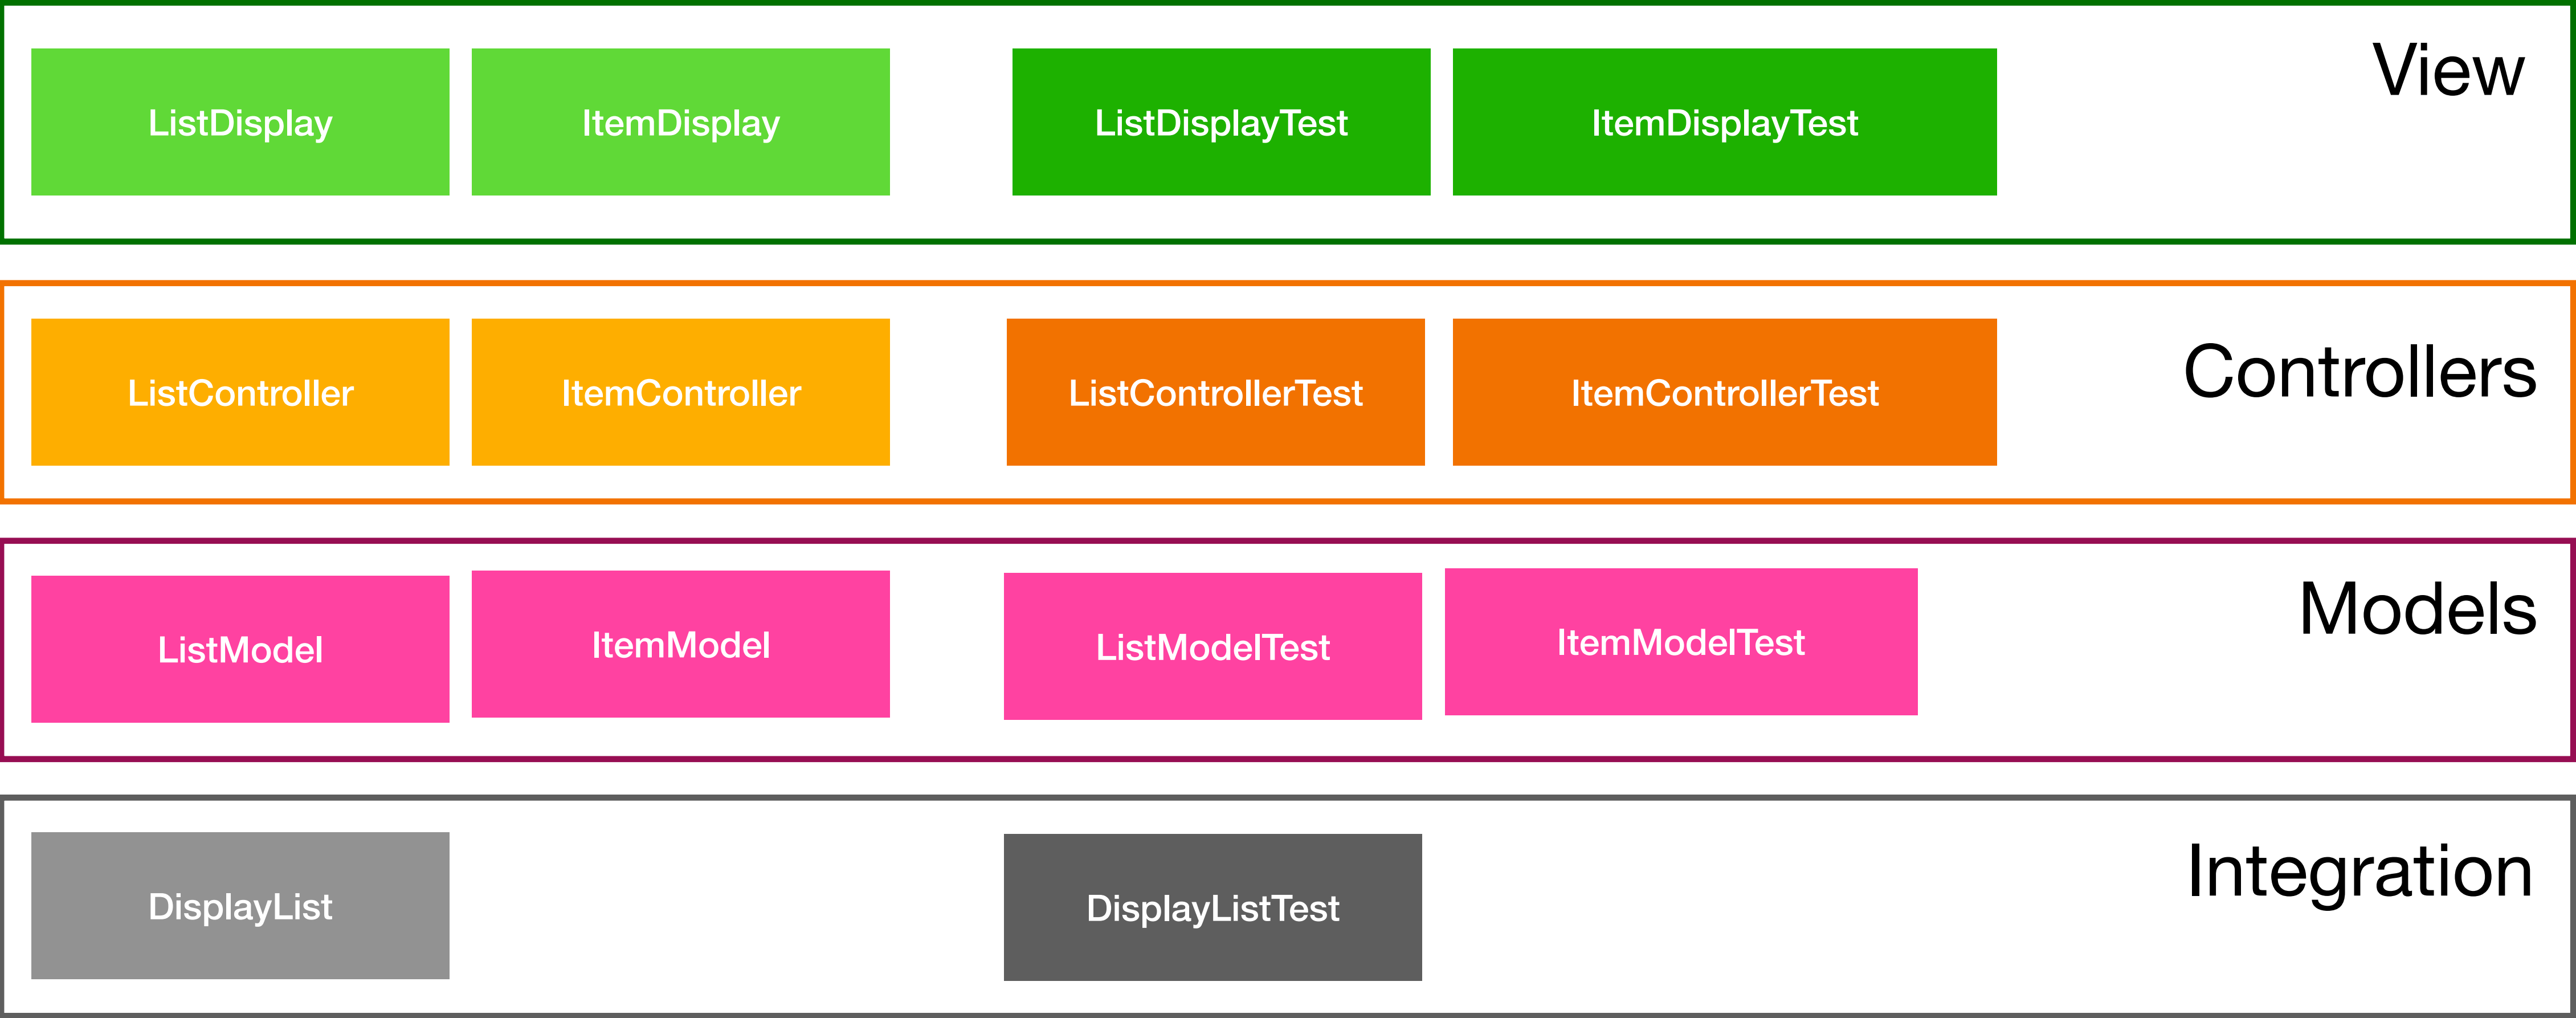 ListDisplay
ItemDisplay
ListDisplayTest
ItemDisplayTest
View
ListController
ItemController
ListControllerTest
ItemControllerTest
Controllers
ListModel
ItemModel
ListModelTest
ItemModelTest
Models
DisplayList
DisplayListTest
Integration